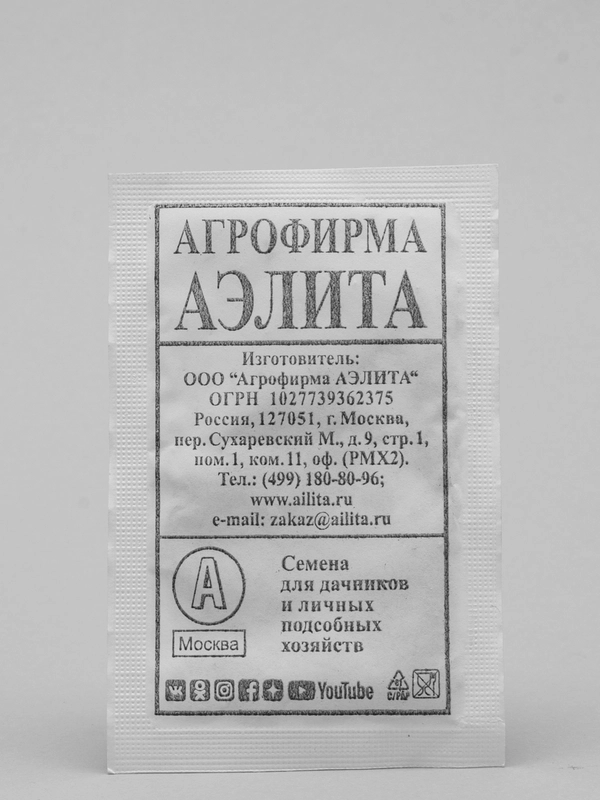 АГРОФИРМА
АЭЛИТА
Изготовитель:
ООО “Агрофирма АЭЛИТА“
ОГРН 1027739362375
Россия, 127051, г. Москва,
пер. Сухаревский М., д. 9, стр. 1,
пом. 1, ком. 11, оф. (РМХ2).
Тел.: (499) 180-80-96;
www.ailita.ru
e-mail: zakaz@ailita.ru
А
Москва
Семена
для дачников
и личных
подсобных
хозяйств
YouTube
C/PAP